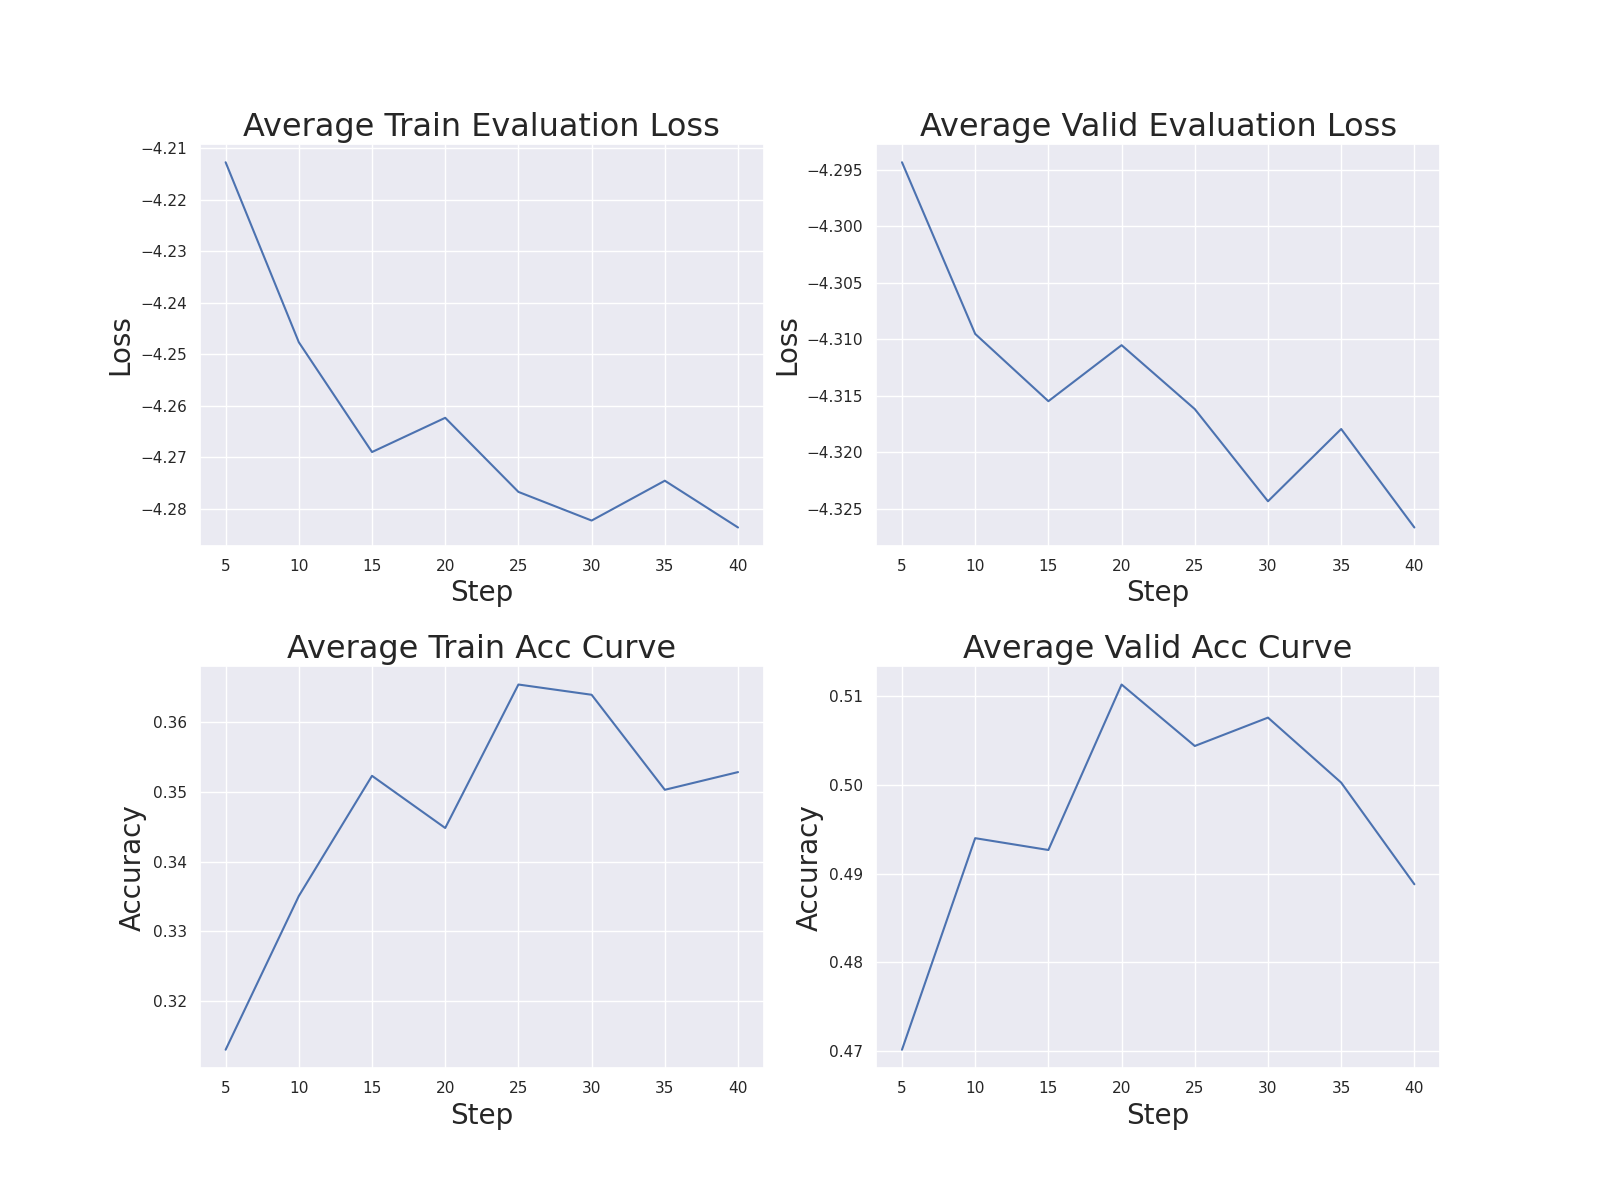 Average Train Evaluation Loss
−4.21
−4.22
−4.23
−4.24
−4.25
−4.26
−4.27
−4.28
Loss
5 10 15 20 25 30 35 40
Step
Average Valid Evaluation Loss
−4.295
−4.300
−4.305
−4.310
−4.315
−4.320
−4.325
Loss
5 10 15 20 25 30 35 40
Step
Average Train Acc Curve
0.36
0.35
0.34
0.33
0.32
Accuracy
5 10 15 20 25 30 35 40
Step
Average Valid Acc Curve
0.51
0.50
0.49
0.48
0.47
Accuracy
5 10 15 20 25 30 35 40
Step